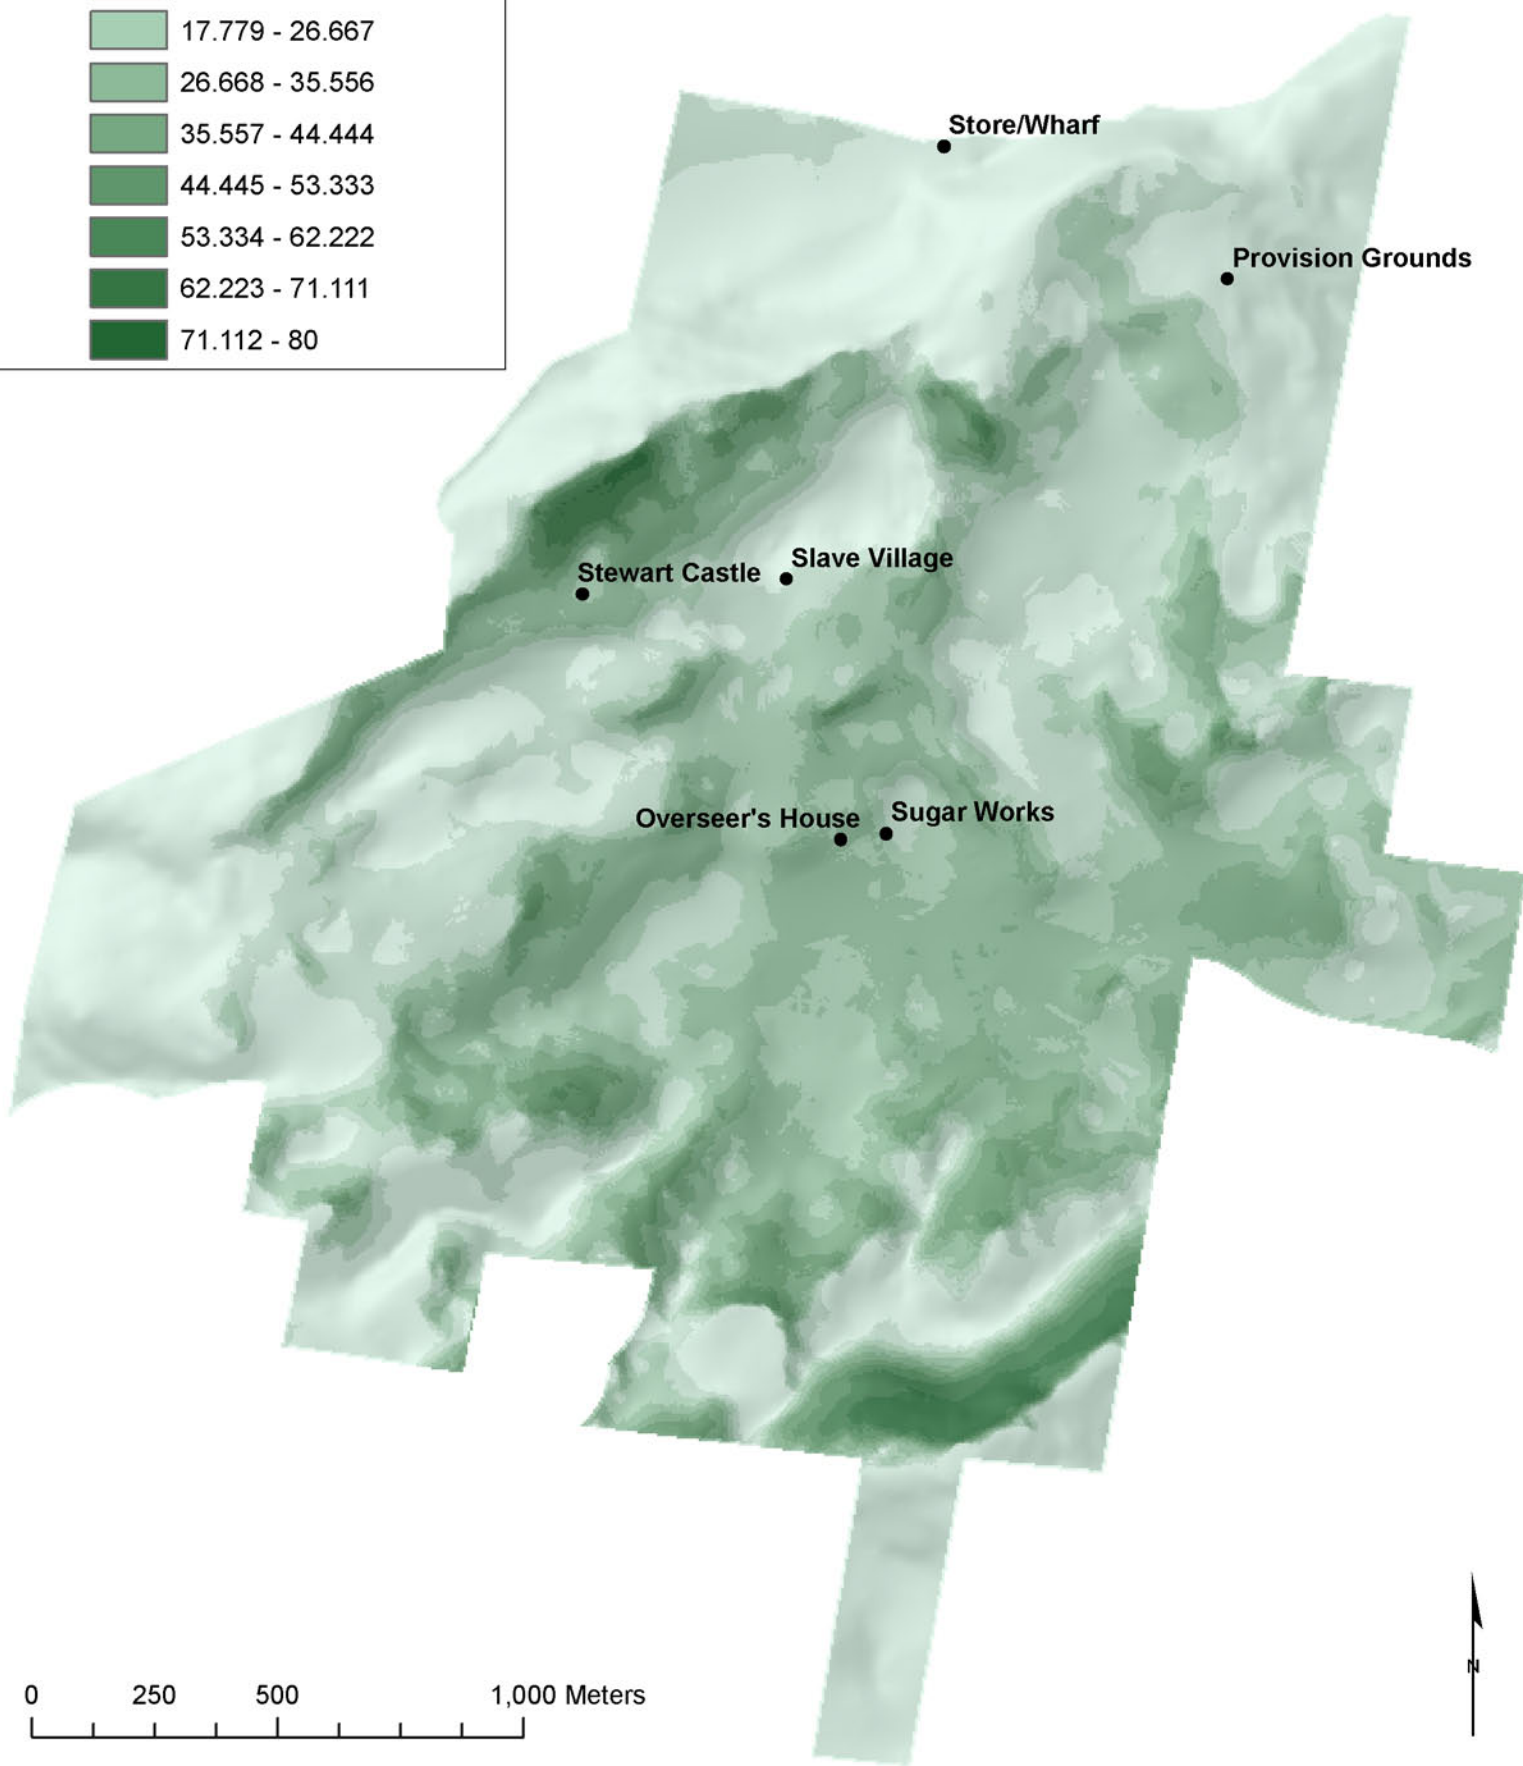 17.779 - 26.667
26.668 - 35.556
35.557 - 44.444
44.445 - 53.333
53.334 - 62.222
62.223 - 71.111
71.112 - 80
Store/Wharf
Provision Grounds
Slave Village
Stewart Castle
Sugar Works
Overseer's House
0 250 500 1,000 Meters
N